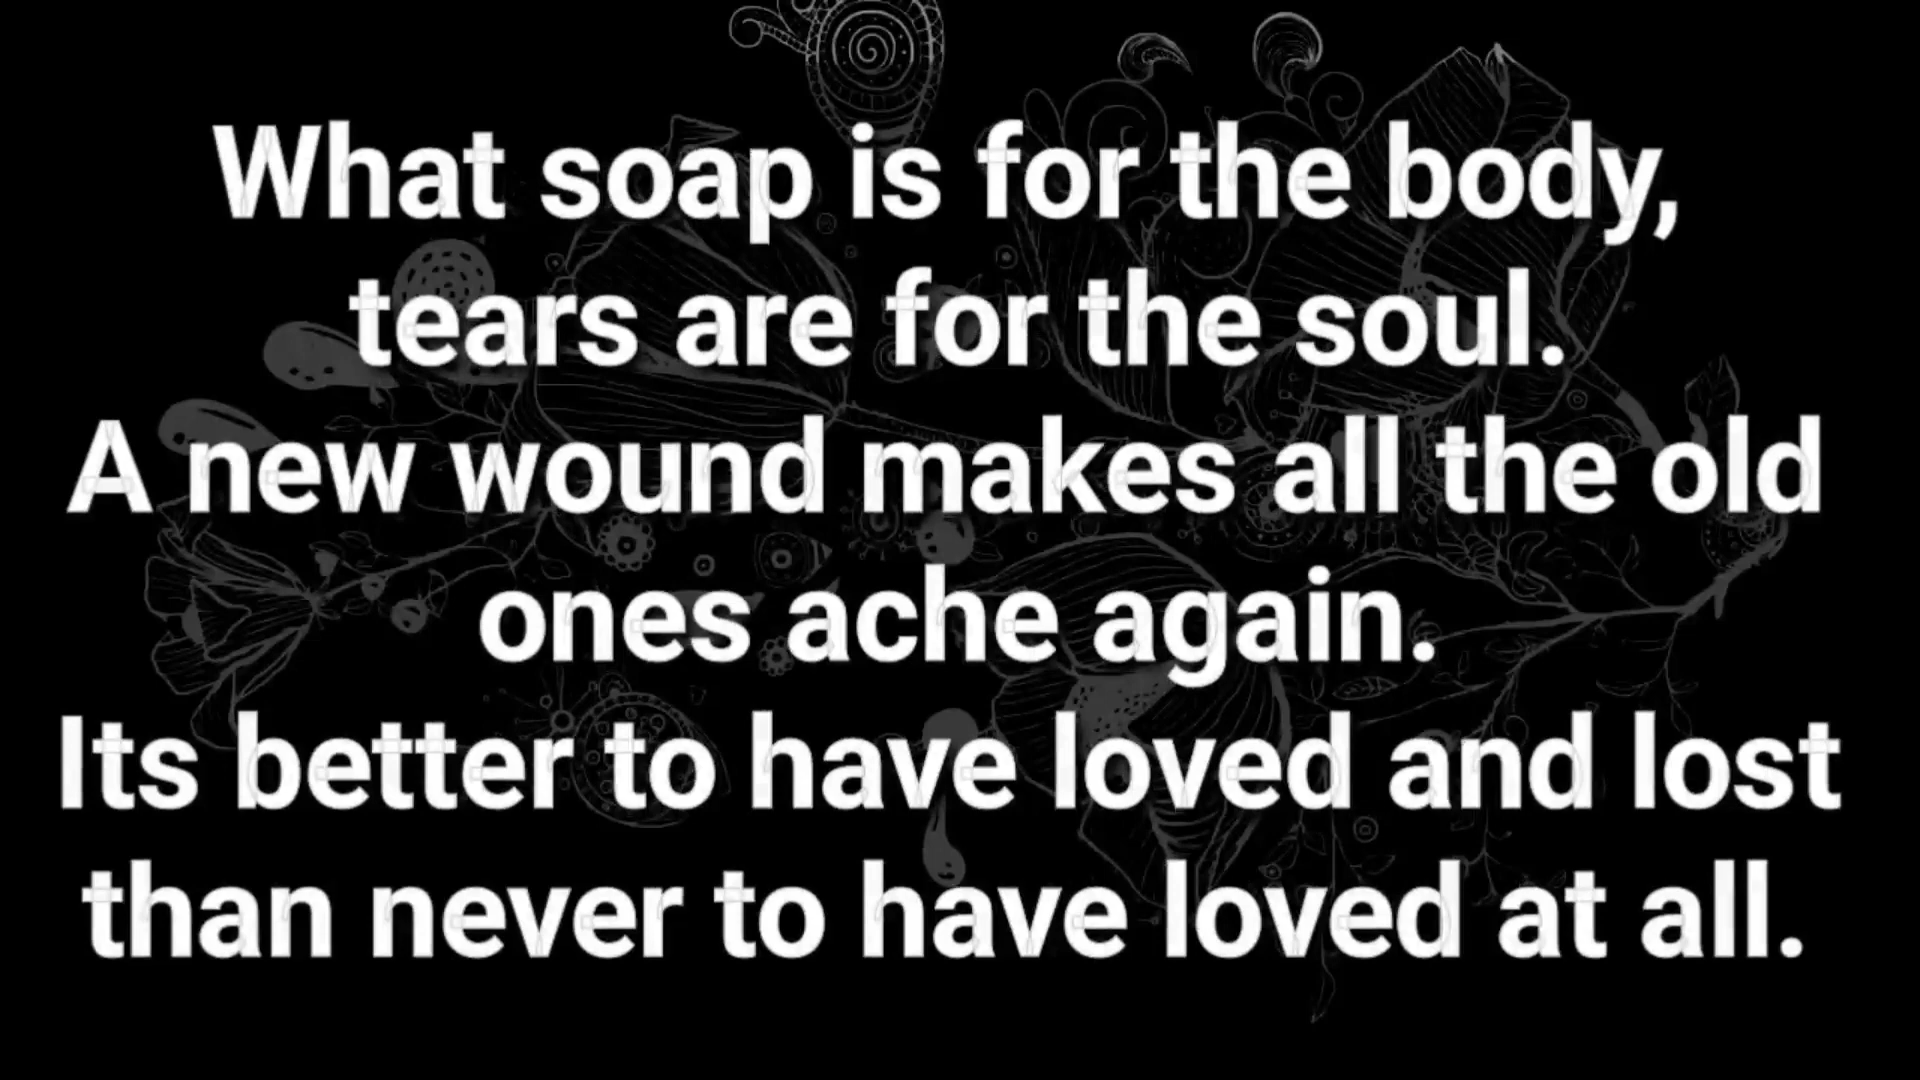 What soap is for the body,
tears are for the soul.
A new wound makes all the old
ones ache again.
Its better to have loved and lost
than never to have loved at all.